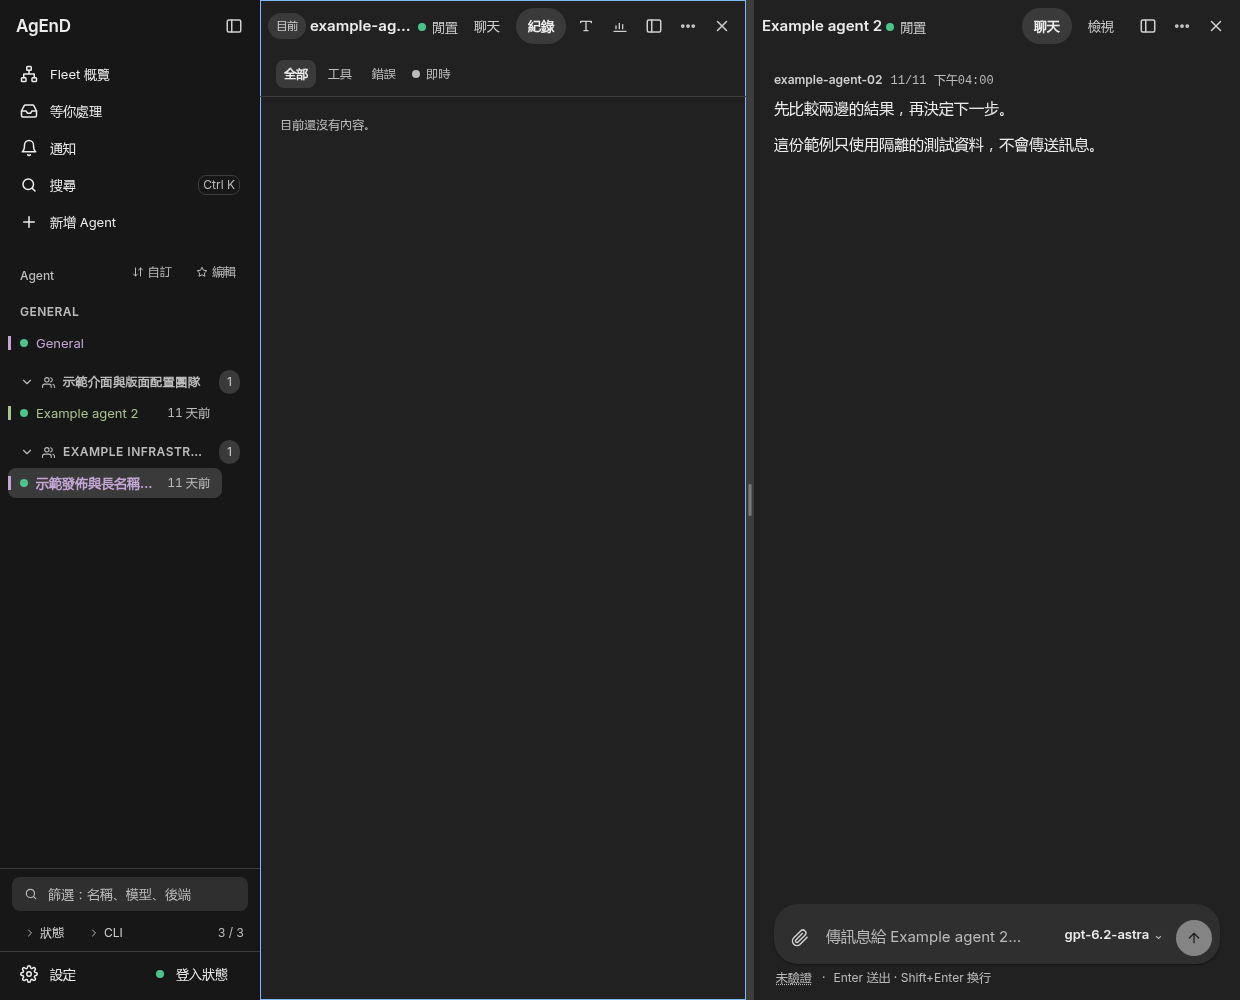 AgEnD
Fleet 概覽
等你處理
通知
搜尋 Ctrl K
新增 Agent
Agent 自訂 編輯
GENERAL
General
示範介面與版面配置團隊 1
Example agent 2 11 天前
EXAMPLE INFRASTR... 1
示範發佈與長名稱... 11 天前
篩選：名稱、模型、後端
狀態 CLI 3 / 3
設定 登入狀態
目前 example-ag... 閒置 聊天 紀錄
全部 工具 錯誤 即時
目前還沒有內容。
Example agent 2 閒置 聊天 檢視
example-agent-02 11/11 下午04:00
先比較兩邊的結果，再決定下一步。
這份範例只使用隔離的測試資料，不會傳送訊息。
傳訊息給 Example agent 2... gpt-6.2-astra
未驗證 · Enter 送出 · Shift+Enter 換行